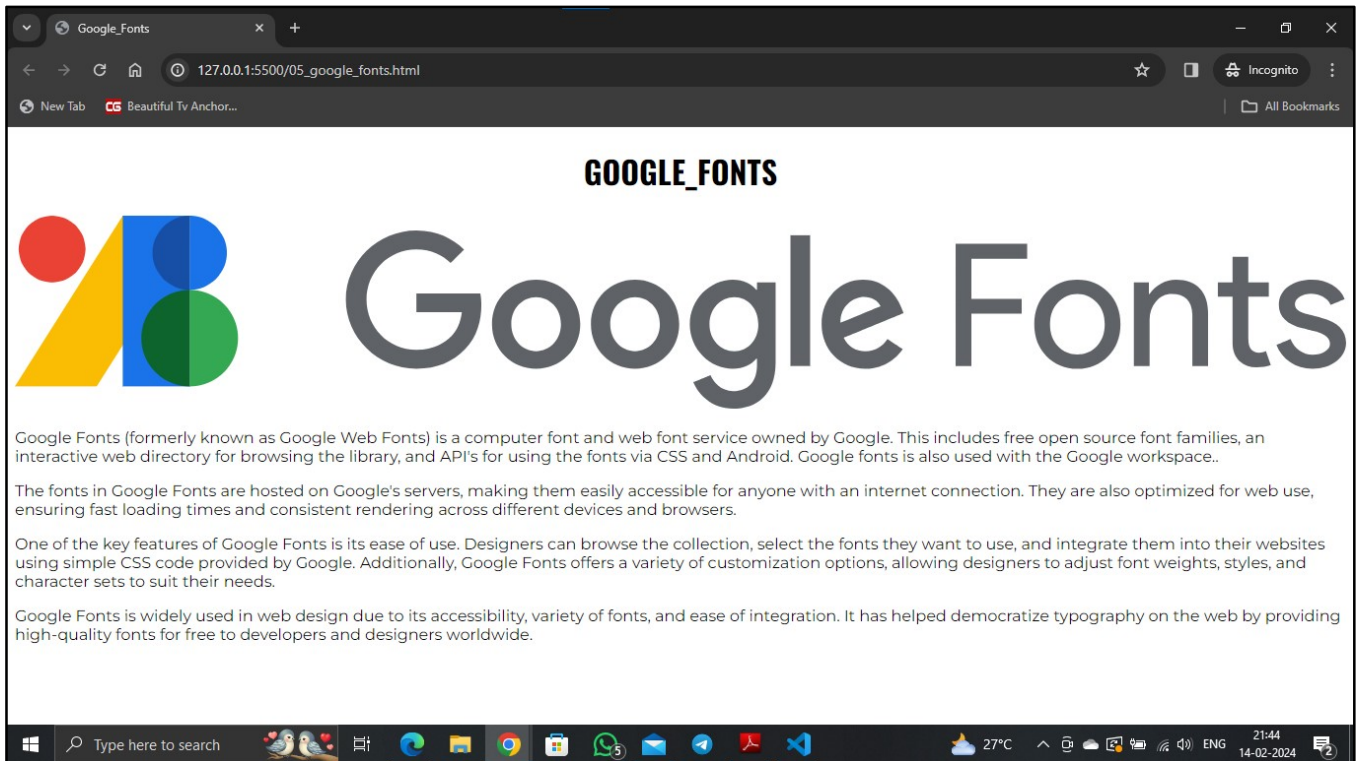 Google_Fonts
127.0.0.1:5500/05_google_fonts.html
Incognito
New Tab
CG Beautiful Tv Anchor...
All Bookmarks
GOOGLE_FONTS
Google Fonts
Google Fonts (formerly known as Google Web Fonts) is a computer font and web font service owned by Google. This includes free open source font families, an
interactive web directory for browsing the library, and API's for using the fonts via CSS and Android. Google fonts is also used with the Google workspace..
The fonts in Google Fonts are hosted on Google's servers, making them easily accessible for anyone with an internet connection. They are also optimized for web use,
ensuring fast loading times and consistent rendering across different devices and browsers.
One of the key features of Google Fonts is its ease of use. Designers can browse the collection, select the fonts they want to use, and integrate them into their websites
using simple CSS code provided by Google. Additionally, Google Fonts offers a variety of customization options, allowing designers to adjust font weights, styles, and
character sets to suit their needs.
Google Fonts is widely used in web design due to its accessibility, variety of fonts, and ease of integration. It has helped democratize typography on the web by providing
high-quality fonts for free to developers and designers worldwide.
Type here to search
5
27°C
ENG
21:44
14-02-2024
2